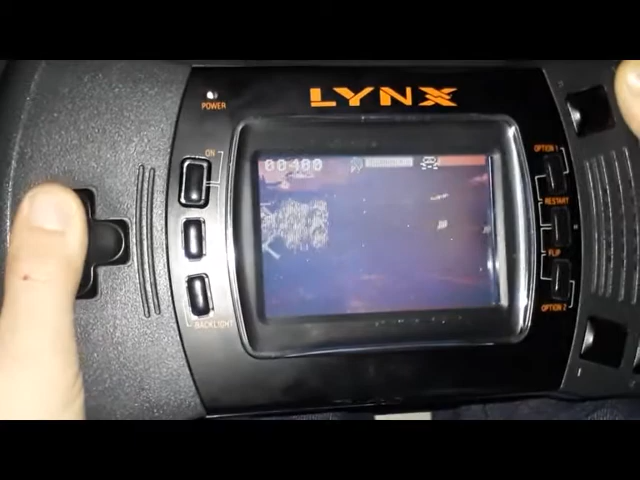 LYNX
POWER
ON
BACKLIGHT
00480
OPTION 1
RESTART
FLIP
OPTION 2